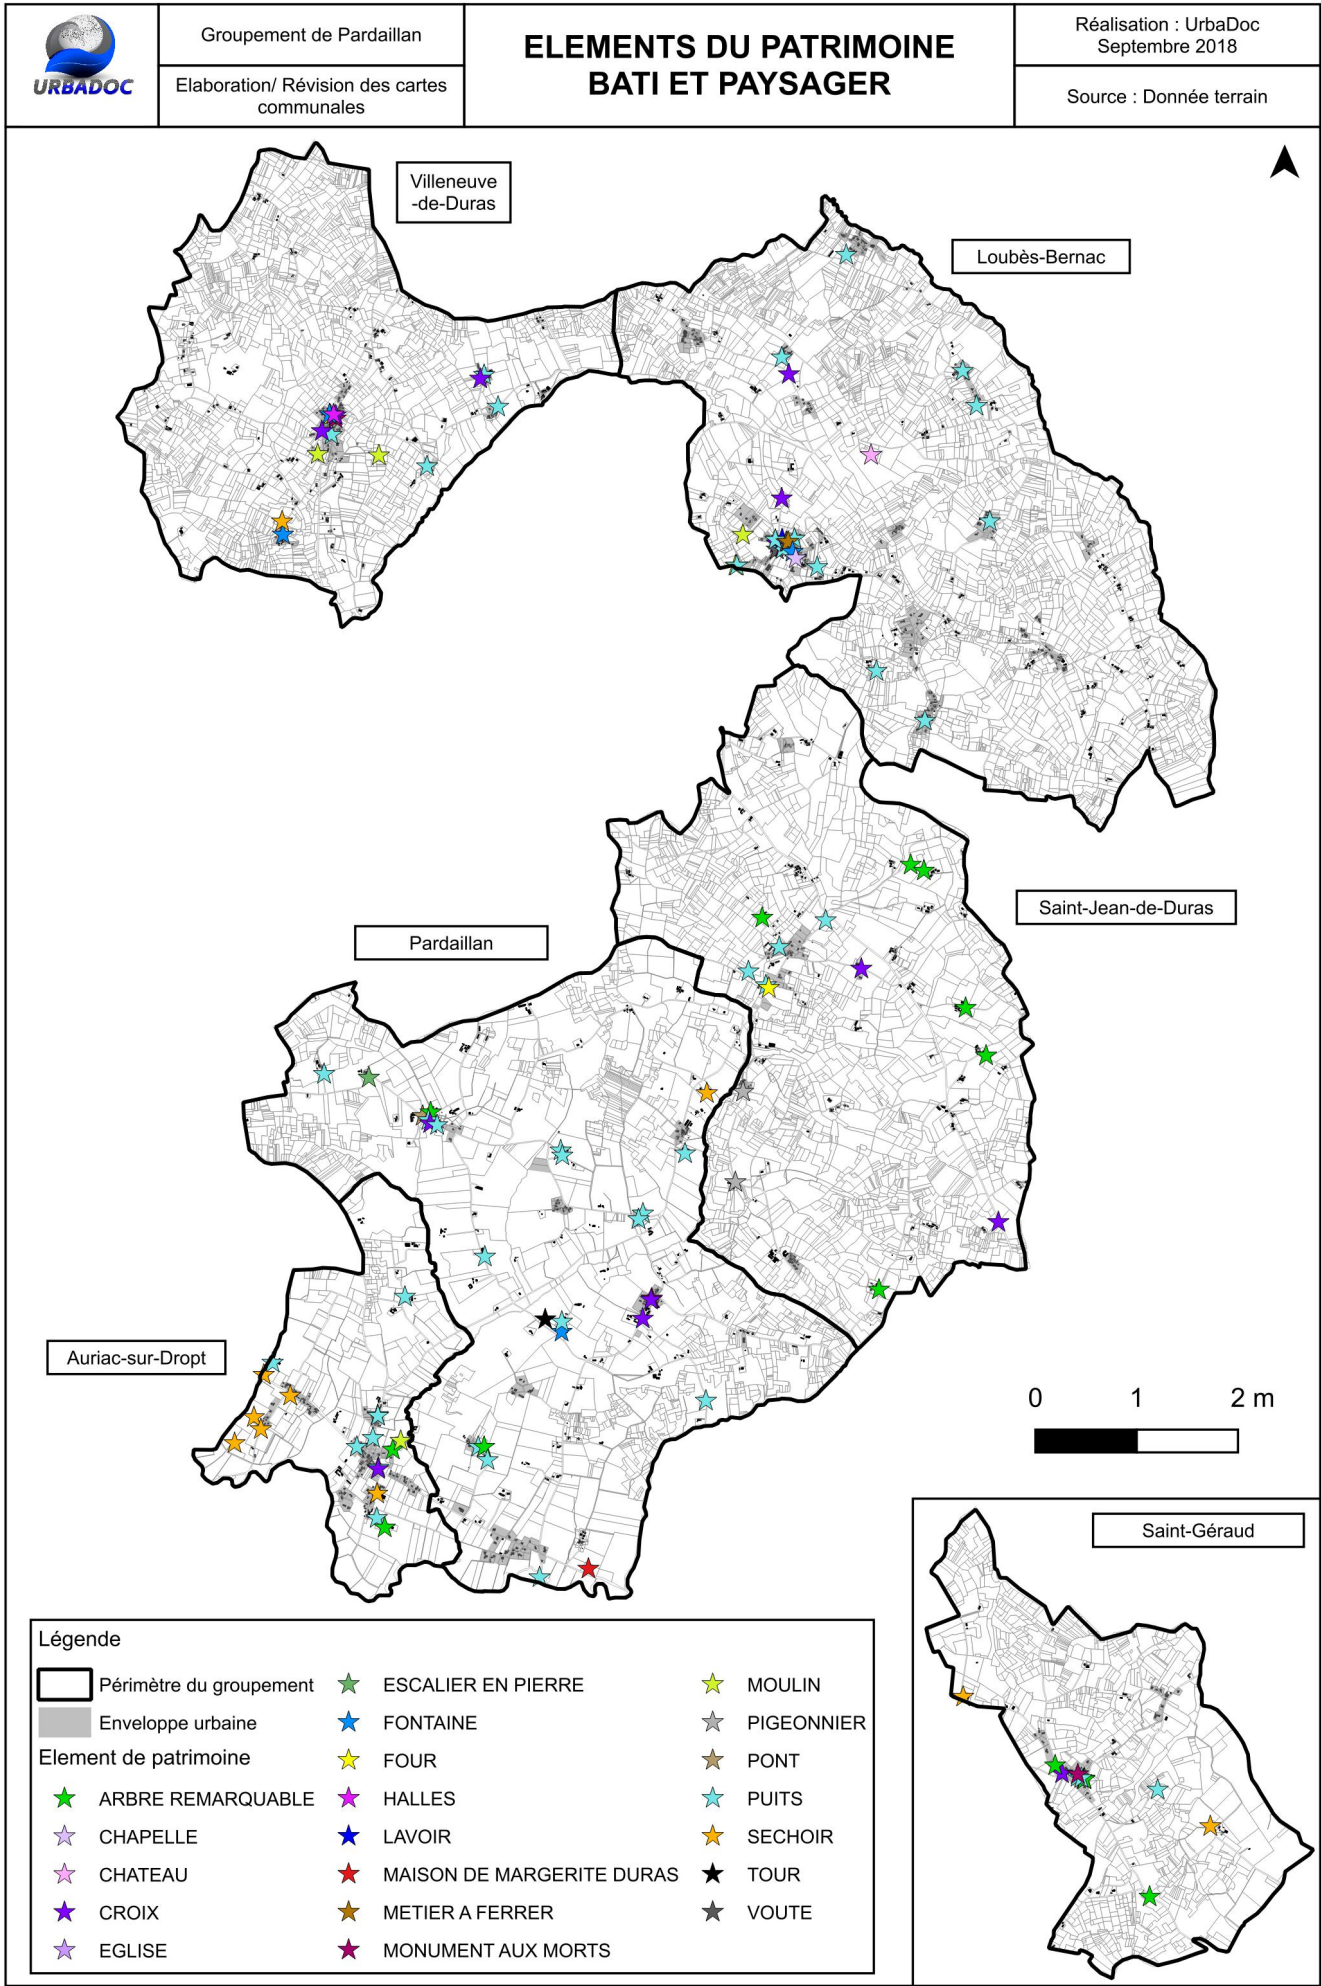 URBADOC
Groupement de Pardaillan
Elaboration/ Révision des cartes
communales
ELEMENTS DU PATRIMOINE
BATI ET PAYSAGER
Réalisation : UrbaDoc
Septembre 2018
Source : Donnée terrain
Villeneuve
-de-Duras
Loubès-Bernac
Saint-Jean-de-Duras
Pardaillan
Auriac-sur-Dropt
0 1 2 m
Saint-Géraud
Légende
Périmètre du groupement
Enveloppe urbaine
Element de patrimoine
ARBRE REMARQUABLE
CHAPELLE
CHATEAU
CROIX
EGLISE
ESCALIER EN PIERRE
FONTAINE
FOUR
HALLES
LAVOIR
MAISON DE MARGERITE DURAS
METIER A FERRER
MONUMENT AUX MORTS
MOULIN
PIGEONNIER
PONT
PUITS
SECHOIR
TOUR
VOUTE